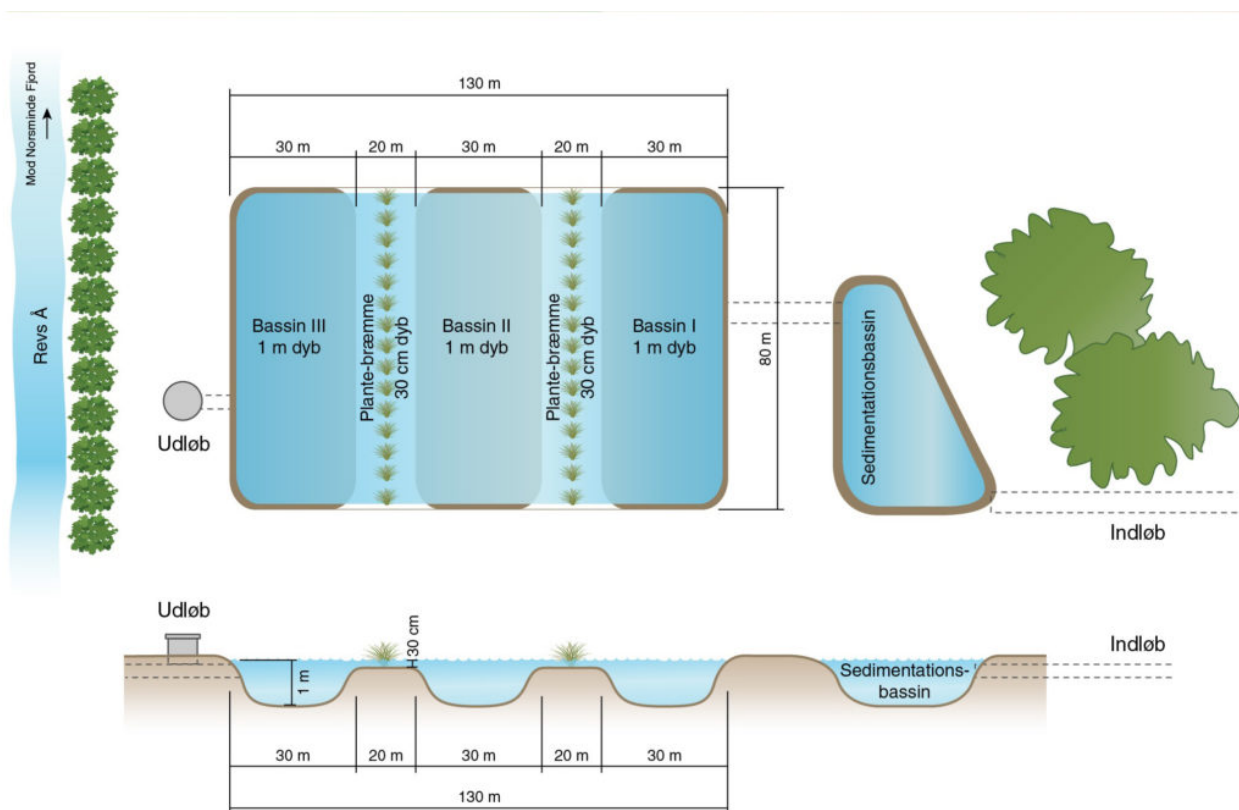 Mod Norsminde Fjord
Revs Å
130 m
30 m
20 m
30 m
20 m
30 m
Bassin III
1 m dyb
Plante-bræmme
30 cm dyb
Bassin II
1 m dyb
Plante-bræmme
30 cm dyb
Bassin I
1 m dyb
80 m
Sedimentationsbassin
Udløb
Indløb
Udløb
30 cm
1 m
Sedimentations-
bassin
Indløb
30 m
20 m
30 m
20 m
30 m
130 m